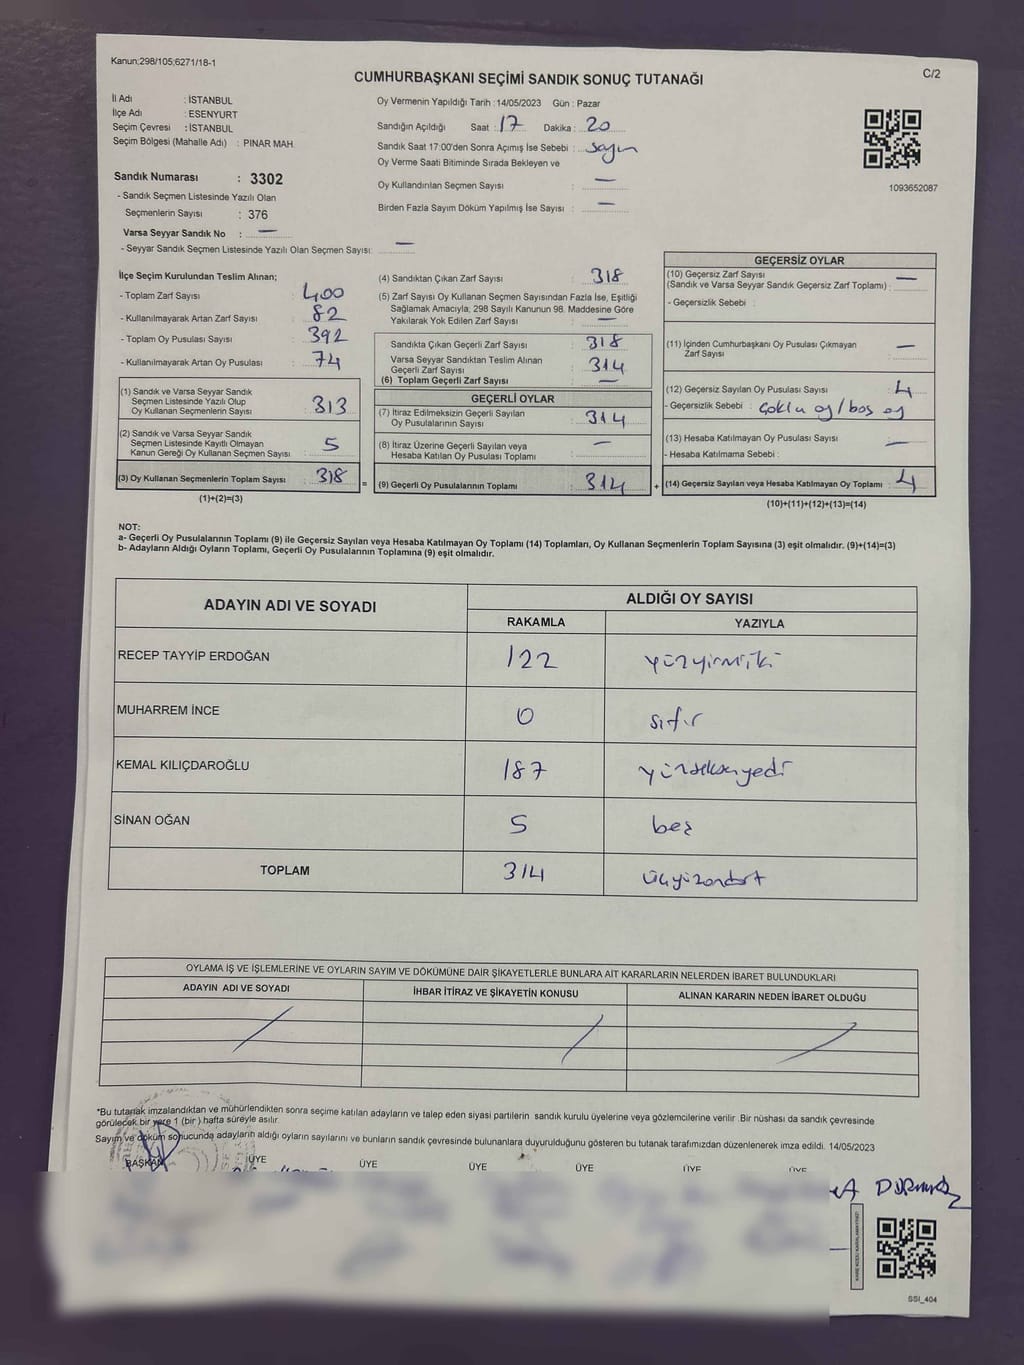 Kanun;298/105;6271/18-1
C/2
CUMHURBAŞKANI SEÇİMİ SANDIK SONUÇ TUTANAĞI
İl Adı : İSTANBUL
İlçe Adı : ESENYURT
Seçim Çevresi : İSTANBUL
Seçim Bölgesi (Mahalle Adı) : PINAR MAH.
Sandık Numarası : 3302
- Sandık Seçmen Listesinde Yazılı Olan
Seçmenlerin Sayısı : 376
Varsa Seyyar Sandık No : —
- Seyyar Sandık Seçmen Listesinde Yazılı Olan Seçmen Sayısı: —
Oy Vermenin Yapıldığı Tarih : 14/05/2023 Gün : Pazar
Sandığın Açıldığı Saat : 17 Dakika : 20
Sandık Saat 17:00'den Sonra Açımış İse Sebebi : sayım
Oy Verme Saati Bitiminde Sırada Bekleyen ve
Oy Kullandırılan Seçmen Sayısı : —
Birden Fazla Sayım Döküm Yapılmış İse Sayısı : —
1093652087
İlçe Seçim Kurulundan Teslim Alınan;
- Toplam Zarf Sayısı : 400
- Kullanılmayarak Artan Zarf Sayısı : 82
- Toplam Oy Pusulası Sayısı : 392
- Kullanılmayarak Artan Oy Pusulası : 74
(1) Sandık ve Varsa Seyyar Sandık
Seçmen Listesinde Yazılı Olup
Oy Kullanan Seçmenlerin Sayısı : 313
(2) Sandık ve Varsa Seyyar Sandık
Seçmen Listesinde Kayıtlı Olmayan
Kanun Gereği Oy Kullanan Seçmen Sayısı : 5
(3) Oy Kullanan Seçmenlerin Toplam Sayısı : 318 =
(1)+(2)=(3)
(4) Sandıktan Çıkan Zarf Sayısı : 318
(5) Zarf Sayısı Oy Kullanan Seçmen Sayısından Fazla İse, Eşitliği
Sağlamak Amacıyla; 298 Sayılı Kanunun 98. Maddesine Göre
Yakılarak Yok Edilen Zarf Sayısı : —
Sandıkta Çıkan Geçerli Zarf Sayısı : 318
Varsa Seyyar Sandıktan Teslim Alınan
Geçerli Zarf Sayısı : 314
(6) Toplam Geçerli Zarf Sayısı : —
GEÇERLİ OYLAR
(7) İtiraz Edilmeksizin Geçerli Sayılan
Oy Pusulalarının Sayısı : 314
(8) İtiraz Üzerine Geçerli Sayılan veya
Hesaba Katılan Oy Pusulası Toplamı : —
(9) Geçerli Oy Pusulalarının Toplamı : 314 +
GEÇERSİZ OYLAR
(10) Geçersiz Zarf Sayısı —
(Sandık ve Varsa Seyyar Sandık Geçersiz Zarf Toplamı) :
- Geçersizlik Sebebi :
(11) İçinden Cumhurbaşkanı Oy Pusulası Çıkmayan
Zarf Sayısı : —
(12) Geçersiz Sayılan Oy Pusulası Sayısı : 4
- Geçersizlik Sebebi : çoklu oy/boş oy
(13) Hesaba Katılmayan Oy Pusulası Sayısı : —
- Hesaba Katılmama Sebebi :
(14) Geçersiz Sayılan veya Hesaba Katılmayan Oy Toplamı : 4
(10)+(11)+(12)+(13)=(14)
NOT:
a- Geçerli Oy Pusulalarının Toplamı (9) ile Geçersiz Sayılan veya Hesaba Katılmayan Oy Toplamı (14) Toplamları, Oy Kullanan Seçmenlerin Toplam Sayısına (3) eşit olmalıdır. (9)+(14)=(3)
b- Adayların Aldığı Oyların Toplamı, Geçerli Oy Pusulalarının Toplamına (9) eşit olmalıdır.
ADAYIN ADI VE SOYADI ALDIĞI OY SAYISI
RAKAMLA YAZIYLA
RECEP TAYYİP ERDOĞAN 122 yüzyirmiiki
MUHARREM İNCE 0 sıfır
KEMAL KILIÇDAROĞLU 187 yüzseksenyedi
SİNAN OĞAN 5 beş
TOPLAM 314 üçyüzondört
OYLAMA İŞ VE İŞLEMLERİNE VE OYLARIN SAYIM VE DÖKÜMÜNE DAİR ŞİKAYETLERLE BUNLARA AİT KARARLARIN NELERDEN İBARET BULUNDUKLARI
ADAYIN ADI VE SOYADI İHBAR İTİRAZ VE ŞİKAYETİN KONUSU ALINAN KARARIN NEDEN İBARET OLDUĞU
*Bu tutanak imzalandıktan ve mühürlendikten sonra seçime katılan adayların ve talep eden siyasi partilerin sandık kurulu üyelerine veya gözlemcilerine verilir. Bir nüshası da sandık çevresinde
görülecek bir yere 1 (bir) hafta süreyle asılır.
Sayım ve döküm sonucunda adayların aldığı oyların sayılarını ve bunların sandık çevresinde bulunanlara duyurulduğunu gösteren bu tutanak tarafımızdan düzenlenerek imza edildi. 14/05/2023
BAŞKAN ÜYE ÜYE ÜYE ÜYE ÜYE ÜYE
SSI_404